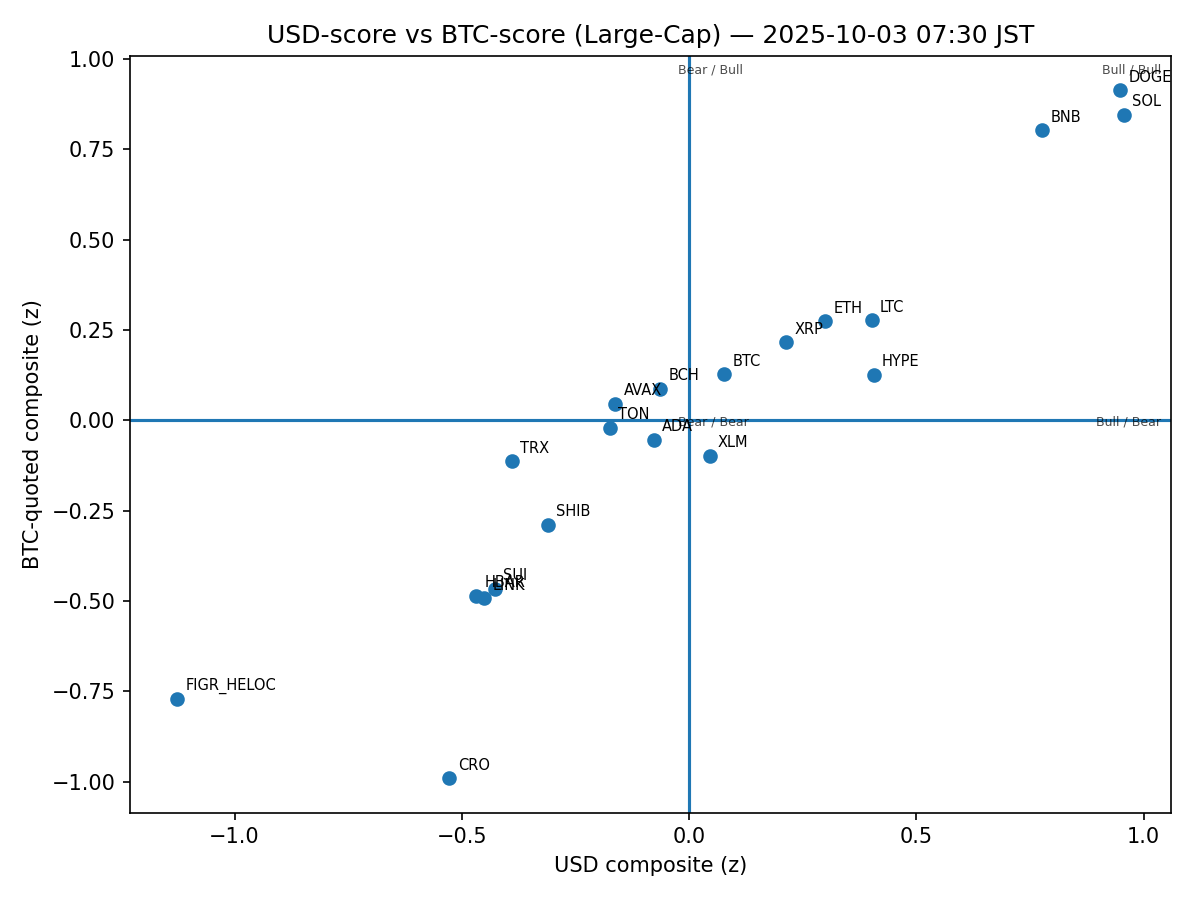 USD-score vs BTC-score (Large-Cap) — 2025-10-03 07:30 JST
BTC-quoted composite (z)
1.00
0.75
0.50
0.25
0.00
−0.25
−0.50
−0.75
−1.00
Bear / Bull
Bull / Bull
DOGE
SOL
BNB
ETH
LTC
XRP
BTC
HYPE
BCH
AVAX
TON
Bear / Bear
Bull / Bear
ADA
XLM
TRX
SHIB
SUI
HBAR
LINK
FIGR_HELOC
CRO
−1.0
−0.5
0.0
0.5
1.0
USD composite (z)